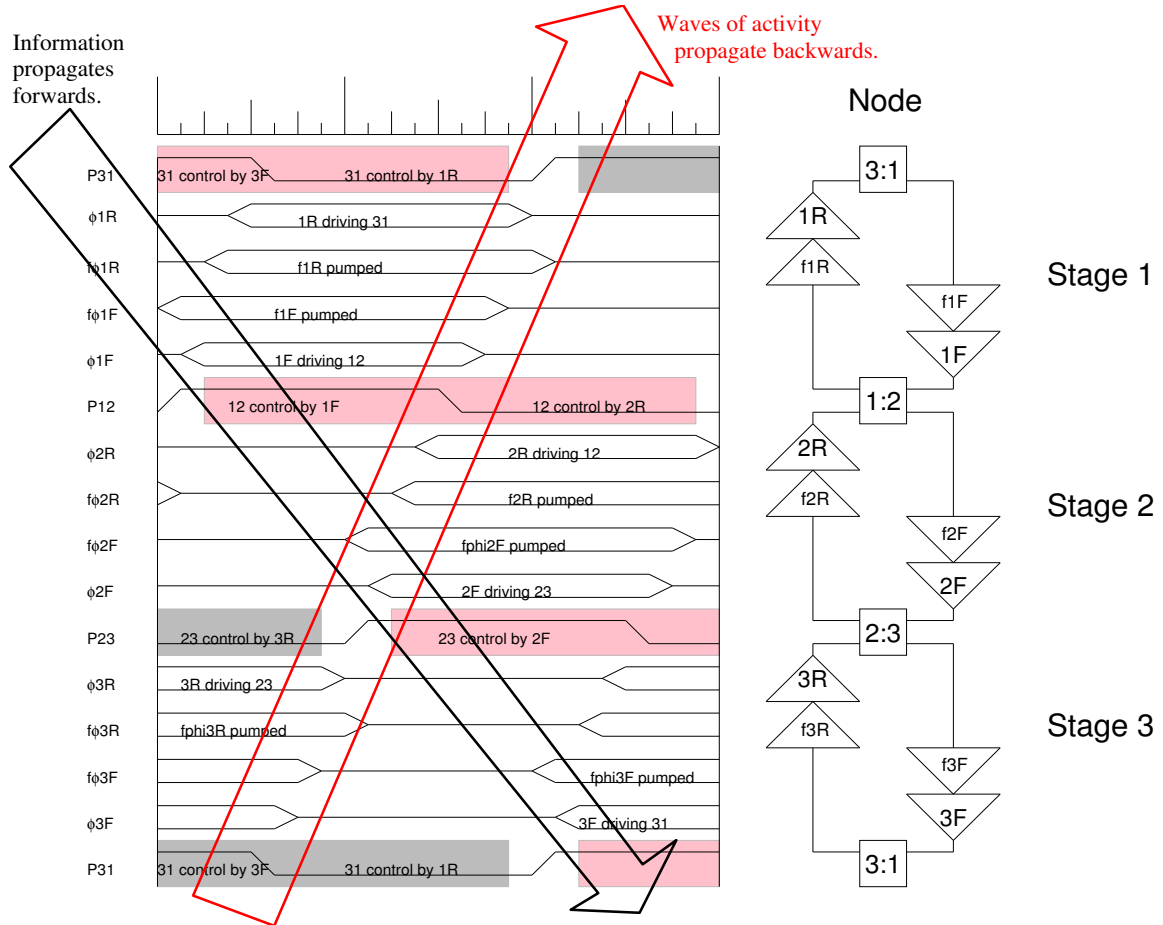 Information
propagates
forwards.
Waves of activity
propagate backwards.
Node
P31
31 control by 3F
31 control by 1R
ϕ1R
1R driving 31
fϕ1R
f1R pumped
fϕ1F
f1F pumped
ϕ1F
1F driving 12
P12
12 control by 1F
12 control by 2R
ϕ2R
2R driving 12
fϕ2R
f2R pumped
fϕ2F
fphi2F pumped
ϕ2F
2F driving 23
P23
23 control by 3R
23 control by 2F
ϕ3R
3R driving 23
fϕ3R
fphi3R pumped
fϕ3F
fphi3F pumped
ϕ3F
3F driving 31
P31
31 control by 3F
31 control by 1R
3:1
1R
f1R
f1F
1F
Stage 1
1:2
2R
f2R
f2F
2F
Stage 2
2:3
3R
f3R
f3F
3F
Stage 3
3:1